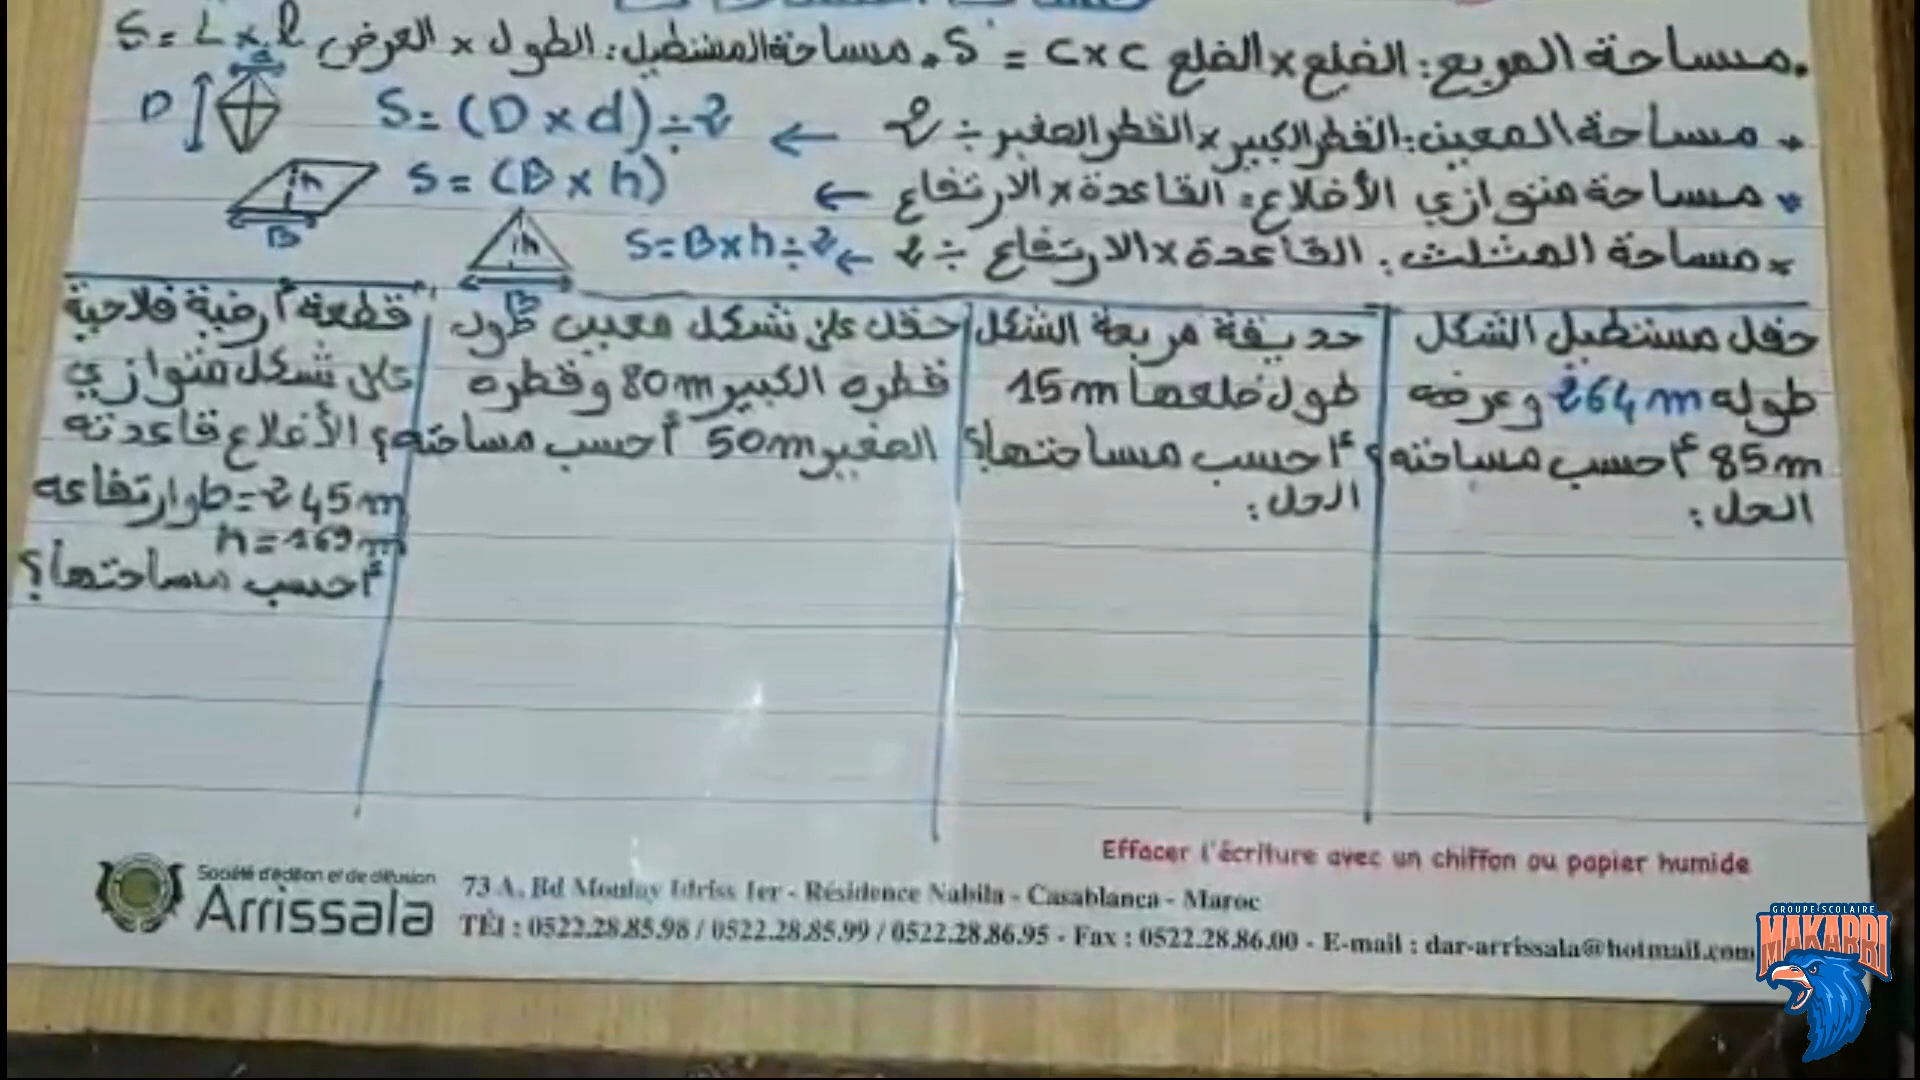 • مساحة المربع: الضلع x الضلع S = C x C • مساحة المستطيل: الطول x العرض S = L x l
* مساحة المعين: القطر الكبير x القطر الصغير ÷ 2 ← S = (D x d) ÷ 2
D d
* مساحة متوازي الأضلاع: القاعدة x الارتفاع ← S = (B x h)
h
B
* مساحة المثلث: القاعدة x الارتفاع ÷ 2 ← S = B x h ÷ 2
h
B
حقل مستطيل الشكل
طوله 264 m وعرضه
85 m أحسب مساحته؟
الحل:
حديقة مربعة الشكل
طول ضلعها 15 m
أحسب مساحتها؟
الحل:
حقل على شكل معين طول
قطره الكبير 80 m وقطره
الصغير 50 m أحسب مساحته؟
قطعة أرضية فلاحية
على شكل متوازي
الأضلاع قاعدته
245 m = وارتفاعه
h = 169 m
أحسب مساحتها؟
Effacer l'écriture avec un chiffon ou papier humide
Société d'édition et de diffusion
Arrissala
73 A, Bd Moulay Idriss 1er - Résidence Nabila - Casablanca - Maroc
TÉl : 0522.28.85.98 / 0522.28.85.99 / 0522.28.86.95 - Fax : 0522.28.86.00 - E-mail : dar-arrissala@hotmail.com
GROUPE SCOLAIRE
MAKARRI